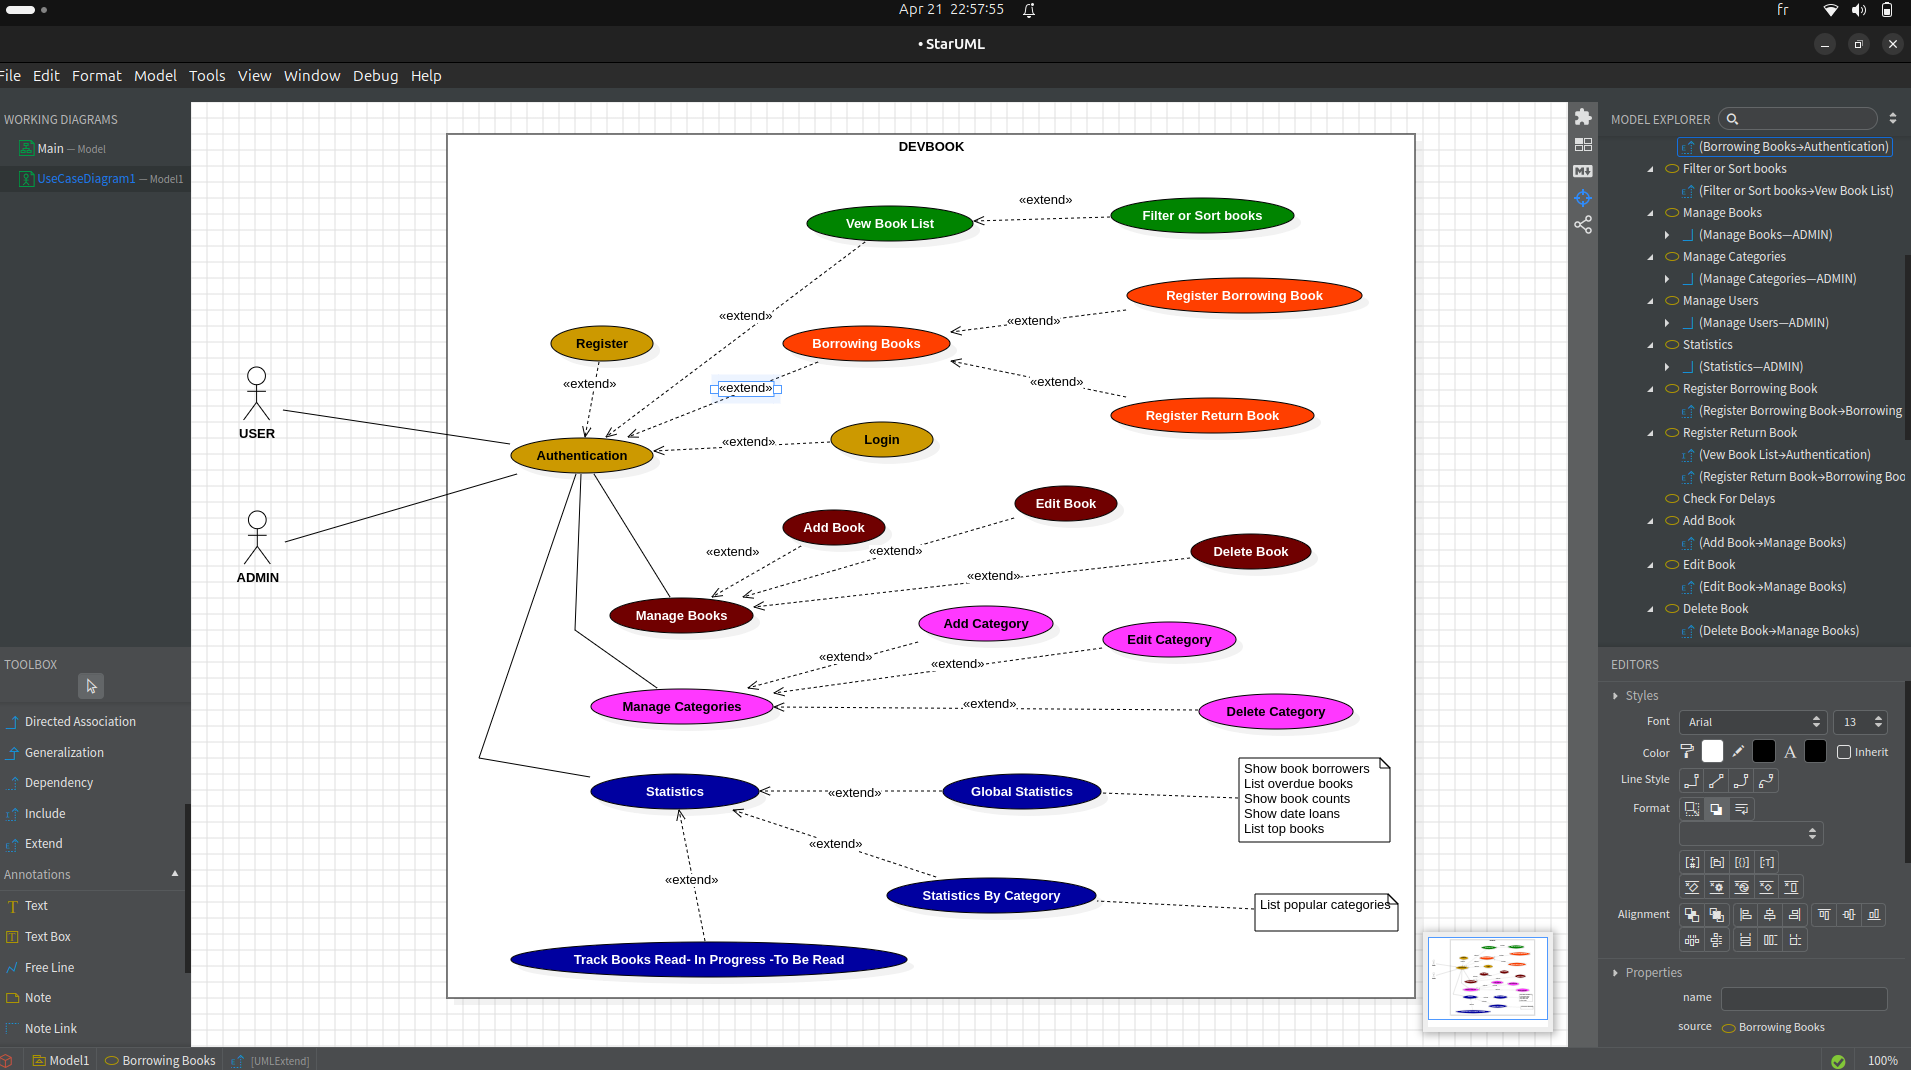 Apr 21 22:57:55
fr
• StarUML
File Edit Format Model Tools View Window Debug Help
WORKING DIAGRAMS
Main — Model
UseCaseDiagram1 — Model1
TOOLBOX
Directed Association
Generalization
Dependency
Include
Extend
Annotations
Text
Text Box
Free Line
Note
Note Link
DEVBOOK
«extend»
Vew Book List
Filter or Sort books
Register Borrowing Book
«extend»
«extend»
Register
Borrowing Books
«extend»
«extend»
«extend»
Register Return Book
USER
Login
«extend»
Authentication
Edit Book
Add Book
«extend»
«extend»
Delete Book
ADMIN
«extend»
Manage Books
Add Category
Edit Category
«extend»
«extend»
Manage Categories
«extend»
Delete Category
Statistics
«extend»
Global Statistics
Show book borrowers
List overdue books
Show book counts
Show date loans
List top books
«extend»
«extend»
Statistics By Category
List popular categories
Track Books Read- In Progress -To Be Read
MODEL EXPLORER
(Borrowing Books→Authentication)
Filter or Sort books
(Filter or Sort books→Vew Book List)
Manage Books
(Manage Books—ADMIN)
Manage Categories
(Manage Categories—ADMIN)
Manage Users
(Manage Users—ADMIN)
Statistics
(Statistics—ADMIN)
Register Borrowing Book
(Register Borrowing Book→Borrowing
Register Return Book
(Vew Book List→Authentication)
(Register Return Book→Borrowing Boo
Check For Delays
Add Book
(Add Book→Manage Books)
Edit Book
(Edit Book→Manage Books)
Delete Book
(Delete Book→Manage Books)
EDITORS
Styles
Font Arial 13
Color A Inherit
Line Style
Format
Alignment
Properties
name
source Borrowing Books
Model1 Borrowing Books [UMLExtend] 100%